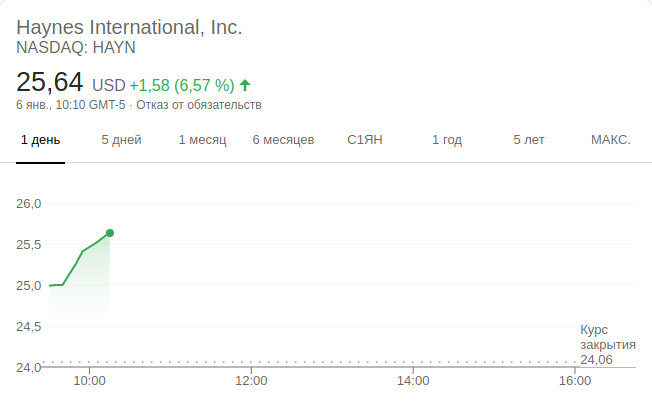 Haynes International, Inc.
NASDAQ: HAYN
25,64 USD +1,58 (6,57 %)
6 янв., 10:10 GMT-5 · Отказ от обязательств
1 день 5 дней 1 месяц 6 месяцев С1ЯН 1 год 5 лет МАКС.
26,0
25,5
25,0
24,5
Курс
закрытия
24,06
24,0
10:00 12:00 14:00 16:00